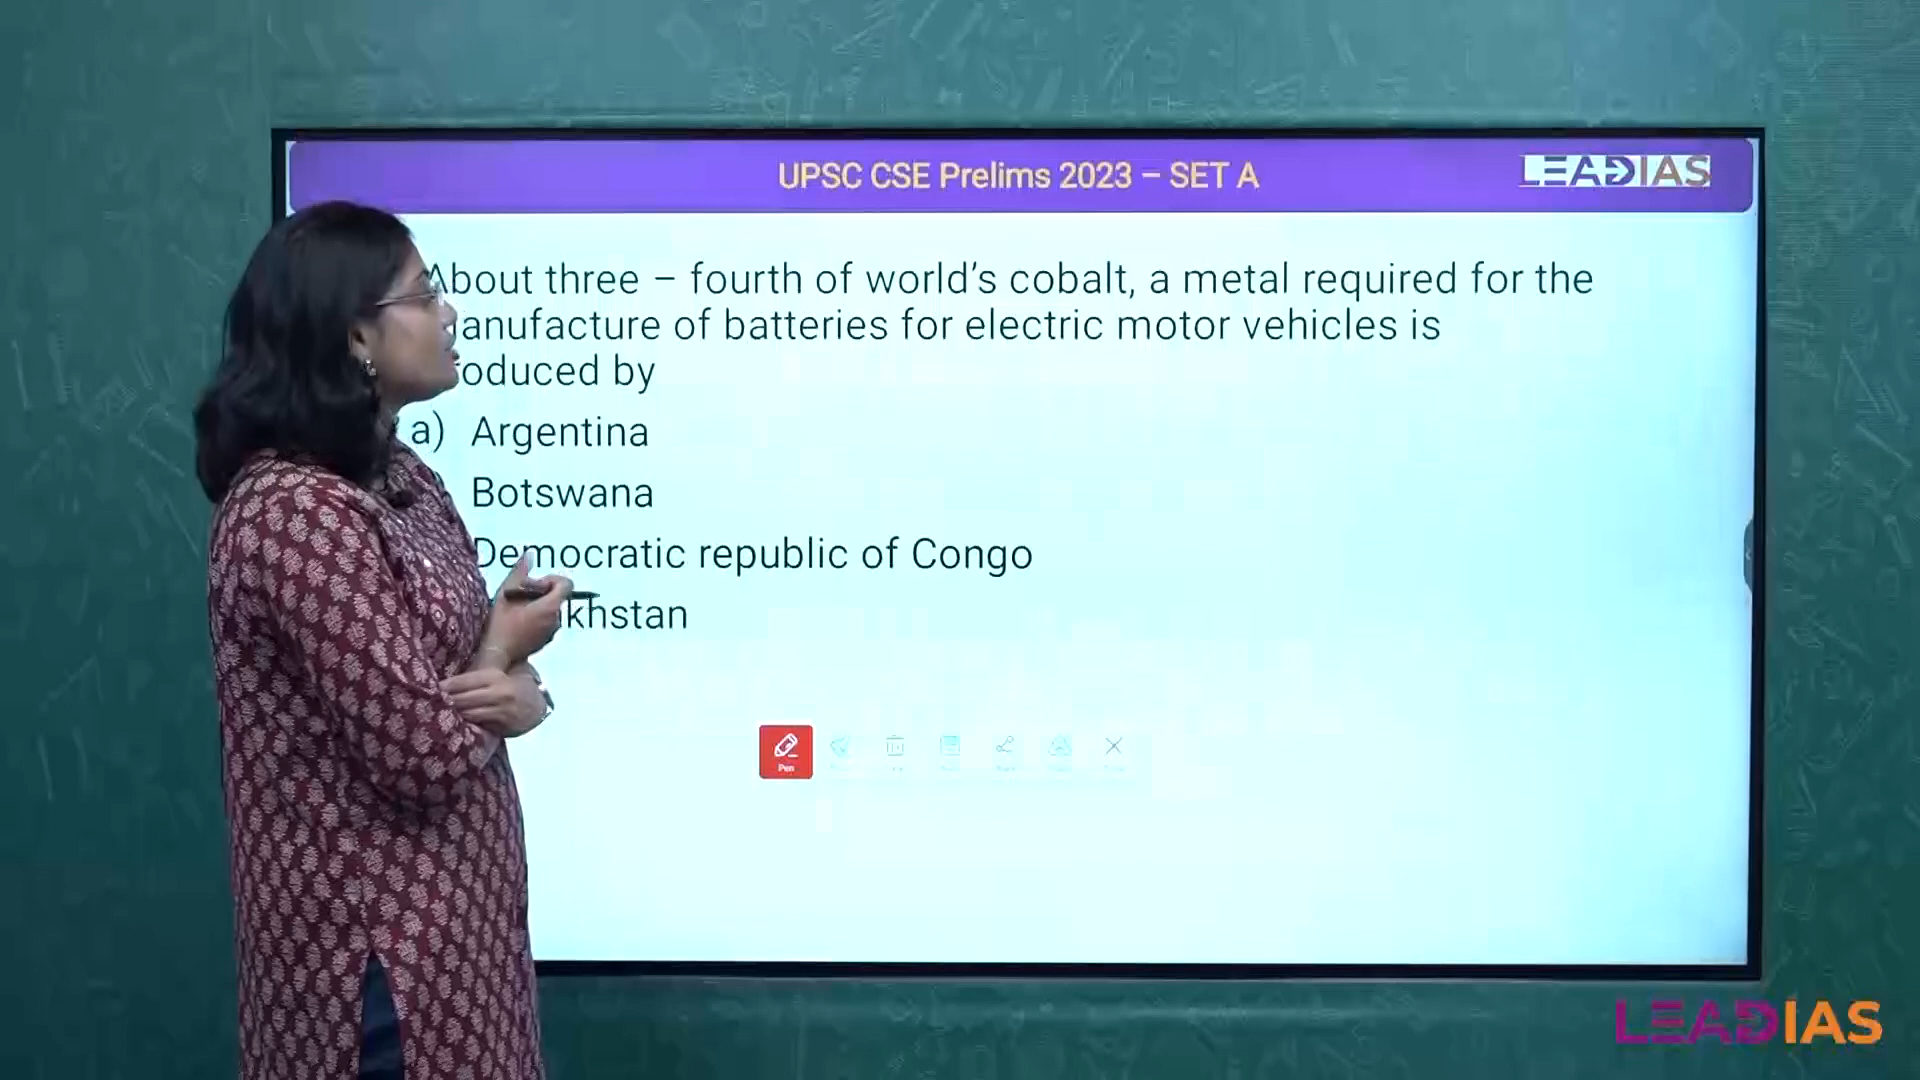 UPSC CSE Prelims 2023 – SET A
LEADIAS
About three – fourth of world's cobalt, a metal required for the
anufacture of batteries for electric motor vehicles is
oduced by
a) Argentina
Botswana
Democratic republic of Congo
khstan
Pen
LEADIAS